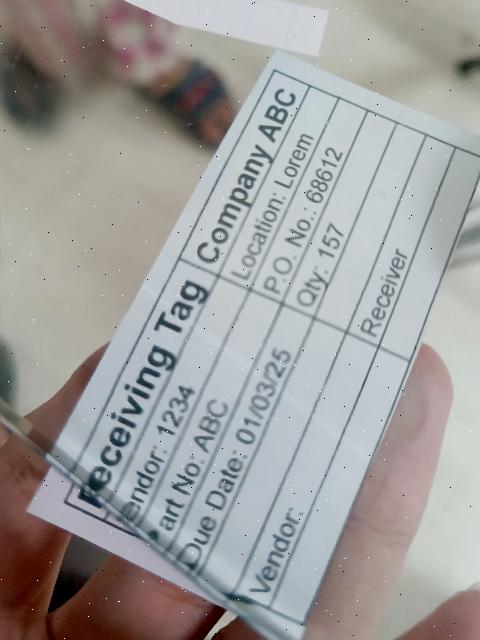 Receiving Tag Company ABC
Vendor: 1234 Location: Lorem
Part No: ABC P.O. No.: 68612
Due Date: 01/03/25 Qty: 157
Vendor: Receiver